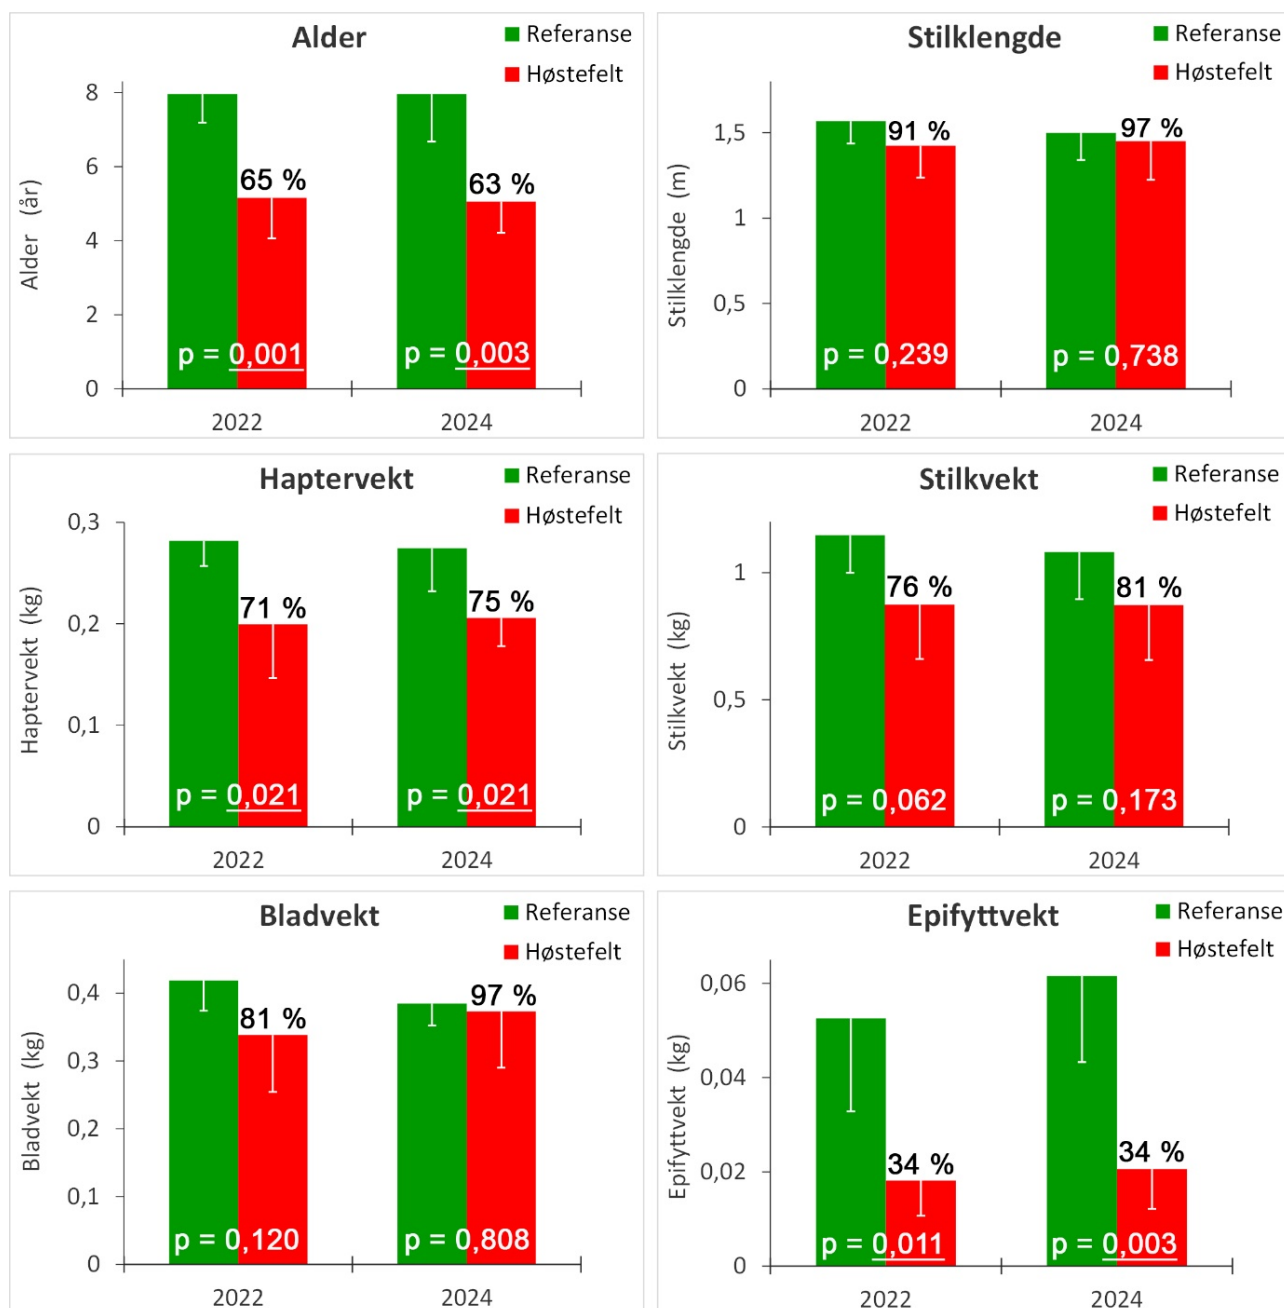 Alder
Referanse
Høstefelt
Alder (år)
8
6
4
2
0
65 %
63 %
p = 0,001
p = 0,003
2022
2024
Stilklengde
Referanse
Høstefelt
Stilklengde (m)
1,5
1
0,5
0
91 %
97 %
p = 0,239
p = 0,738
2022
2024
Haptervekt
Referanse
Høstefelt
Haptervekt (kg)
0,3
0,2
0,1
0
71 %
75 %
p = 0,021
p = 0,021
2022
2024
Stilkvekt
Referanse
Høstefelt
Stilkvekt (kg)
1
0,5
0
76 %
81 %
p = 0,062
p = 0,173
2022
2024
Bladvekt
Referanse
Høstefelt
Bladvekt (kg)
0,4
0,3
0,2
0,1
0
81 %
97 %
p = 0,120
p = 0,808
2022
2024
Epifyttvekt
Referanse
Høstefelt
Epifyttvekt (kg)
0,06
0,04
0,02
0
34 %
34 %
p = 0,011
p = 0,003
2022
2024